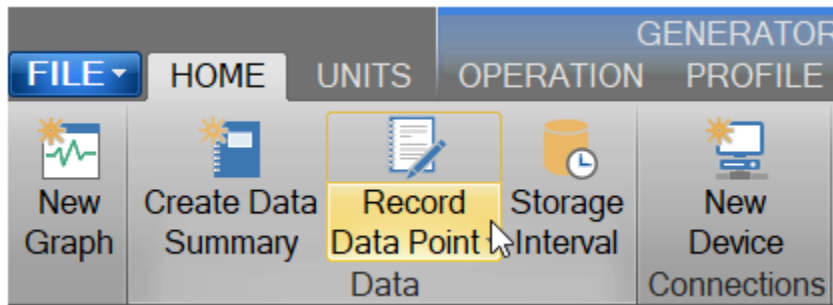 GENERATOR
FILE HOME UNITS OPERATION PROFILE
New Graph
Create Data Summary
Record Data Point
Storage Interval
New Device
Data
Connections